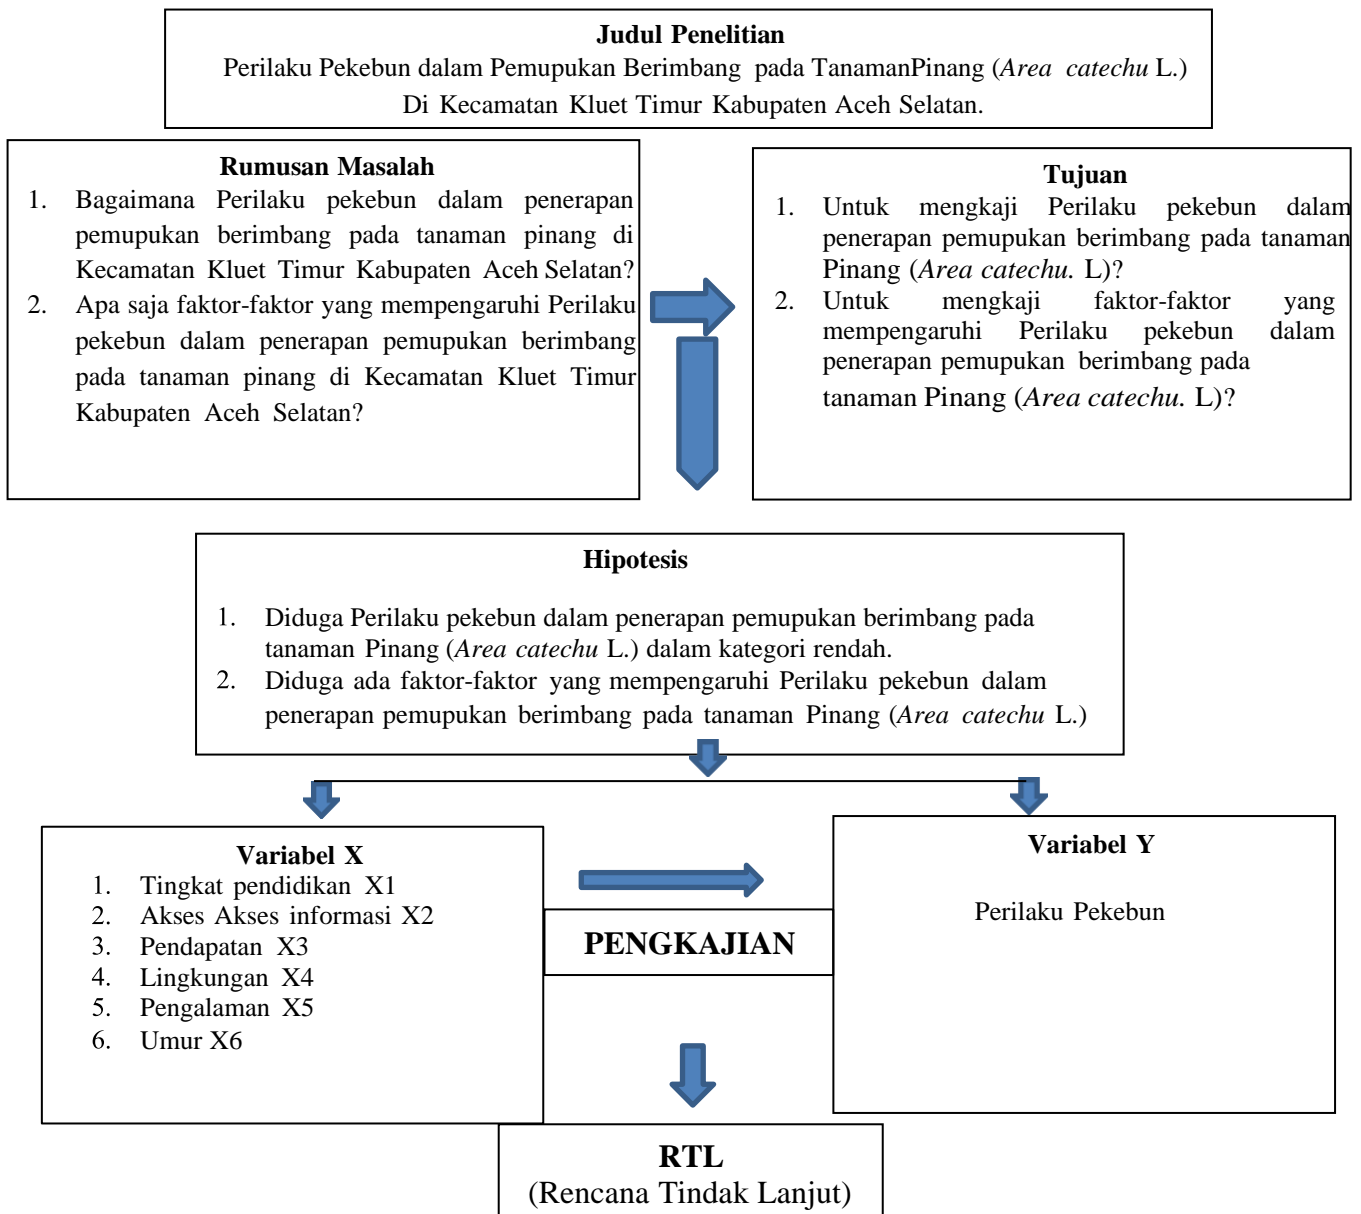 Judul Penelitian
Perilaku Pekebun dalam Pemupukan Berimbang pada TanamanPinang (Area catechu L.)
Di Kecamatan Kluet Timur Kabupaten Aceh Selatan.
Rumusan Masalah
1. Bagaimana Perilaku pekebun dalam penerapan
pemupukan berimbang pada tanaman pinang di
Kecamatan Kluet Timur Kabupaten Aceh Selatan?
2. Apa saja faktor-faktor yang mempengaruhi Perilaku
pekebun dalam penerapan pemupukan berimbang
pada tanaman pinang di Kecamatan Kluet Timur
Kabupaten Aceh Selatan?
Tujuan
1. Untuk mengkaji Perilaku pekebun dalam
penerapan pemupukan berimbang pada tanaman
Pinang (Area catechu. L)?
2. Untuk mengkaji faktor-faktor yang
mempengaruhi Perilaku pekebun dalam
penerapan pemupukan berimbang pada
tanaman Pinang (Area catechu. L)?
Hipotesis
1. Diduga Perilaku pekebun dalam penerapan pemupukan berimbang pada
tanaman Pinang (Area catechu L.) dalam kategori rendah.
2. Diduga ada faktor-faktor yang mempengaruhi Perilaku pekebun dalam
penerapan pemupukan berimbang pada tanaman Pinang (Area catechu L.)
Variabel X
1. Tingkat pendidikan X1
2. Akses Akses informasi X2
3. Pendapatan X3
4. Lingkungan X4
5. Pengalaman X5
6. Umur X6
PENGKAJIAN
Variabel Y
Perilaku Pekebun
RTL
(Rencana Tindak Lanjut)